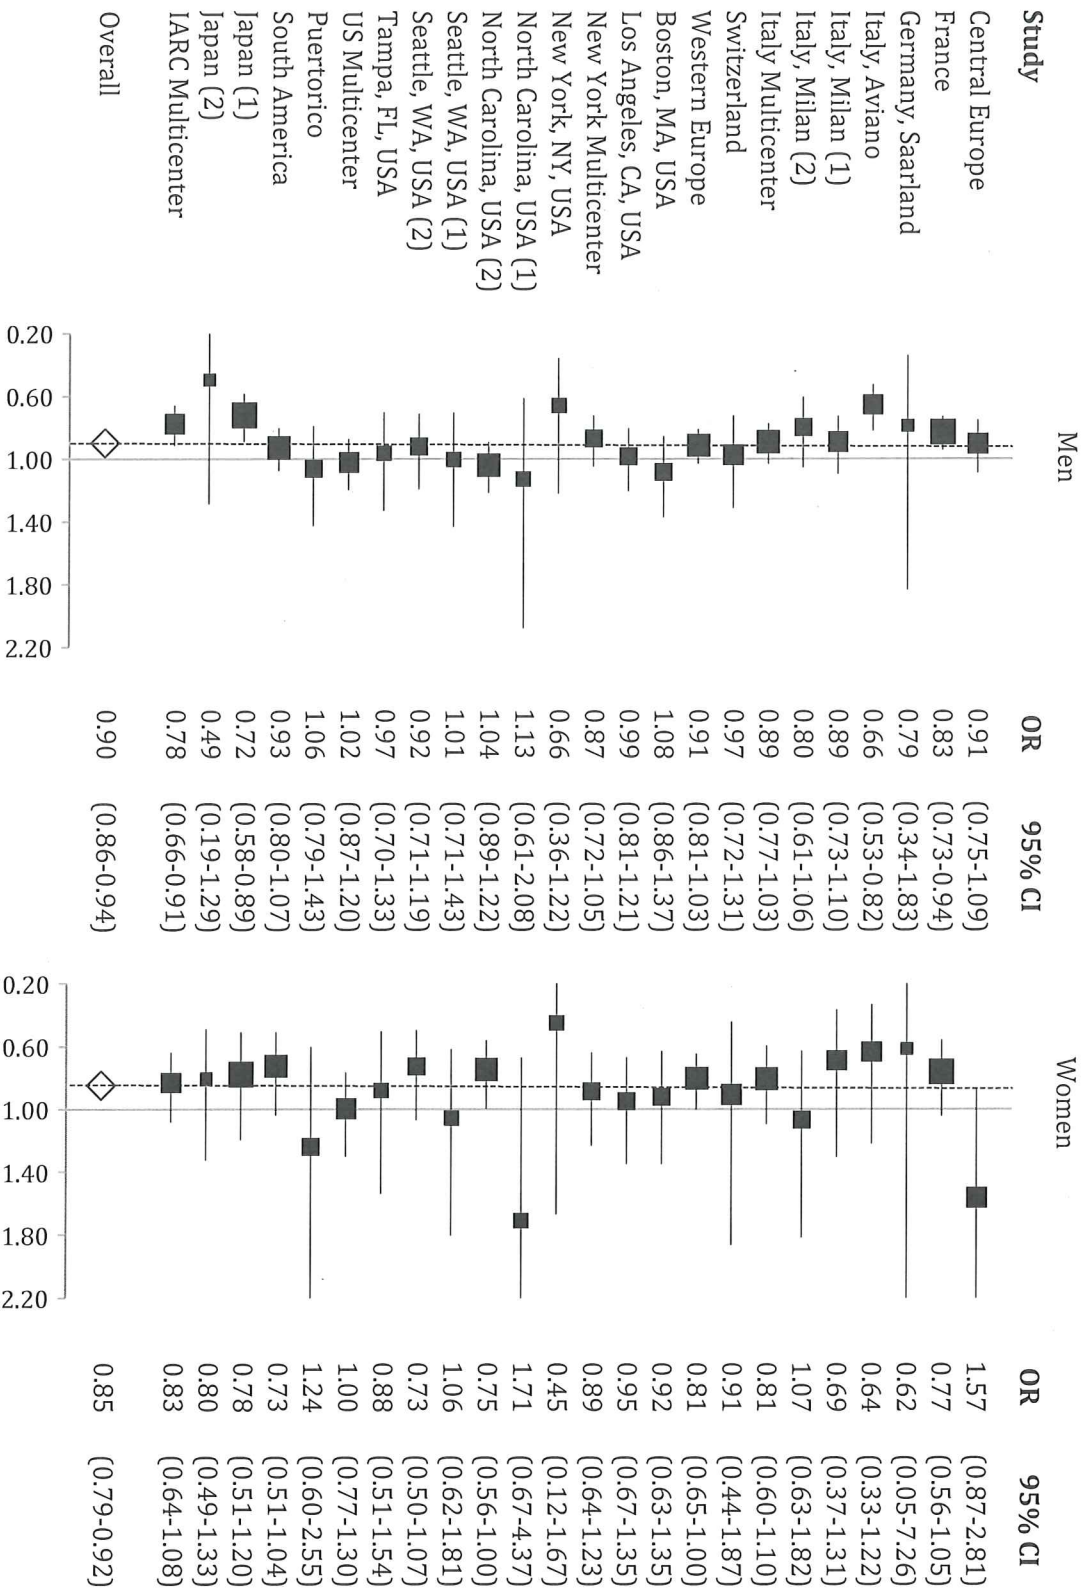 Men Women
Study OR 95% CI OR 95% CI
Central Europe 0.91 (0.75-1.09) 1.57 (0.87-2.81)
France 0.83 (0.73-0.94) 0.77 (0.56-1.05)
Germany, Saarland 0.79 (0.34-1.83) 0.62 (0.05-7.26)
Italy, Aviano 0.66 (0.53-0.82) 0.64 (0.33-1.22)
Italy, Milan (1) 0.89 (0.73-1.10) 0.69 (0.37-1.31)
Italy, Milan (2) 0.80 (0.61-1.06) 1.07 (0.63-1.82)
Italy Multicenter 0.89 (0.77-1.03) 0.81 (0.60-1.10)
Switzerland 0.97 (0.72-1.31) 0.91 (0.44-1.87)
Western Europe 0.91 (0.81-1.03) 0.81 (0.65-1.00)
Boston, MA, USA 1.08 (0.86-1.37) 0.92 (0.63-1.35)
Los Angeles, CA, USA 0.99 (0.81-1.21) 0.95 (0.67-1.35)
New York Multicenter 0.87 (0.72-1.05) 0.89 (0.64-1.23)
New York, NY, USA 0.66 (0.36-1.22) 0.45 (0.12-1.67)
North Carolina, USA (1) 1.13 (0.61-2.08) 1.71 (0.67-4.37)
North Carolina, USA (2) 1.04 (0.89-1.22) 0.75 (0.56-1.00)
Seattle, WA, USA (1) 1.01 (0.71-1.43) 1.06 (0.62-1.81)
Seattle, WA, USA (2) 0.92 (0.71-1.19) 0.73 (0.50-1.07)
Tampa, FL, USA 0.97 (0.70-1.33) 0.88 (0.51-1.54)
US Multicenter 1.02 (0.87-1.20) 1.00 (0.77-1.30)
Puertorico 1.06 (0.79-1.43) 1.24 (0.60-2.55)
South America 0.93 (0.80-1.07) 0.73 (0.51-1.04)
Japan (1) 0.72 (0.58-0.89) 0.78 (0.51-1.20)
Japan (2) 0.49 (0.19-1.29) 0.80 (0.49-1.33)
IARC Multicenter 0.78 (0.66-0.91) 0.83 (0.64-1.08)
Overall 0.90 (0.86-0.94) 0.85 (0.79-0.92)
0.20 0.60 1.00 1.40 1.80 2.20 0.20 0.60 1.00 1.40 1.80 2.20